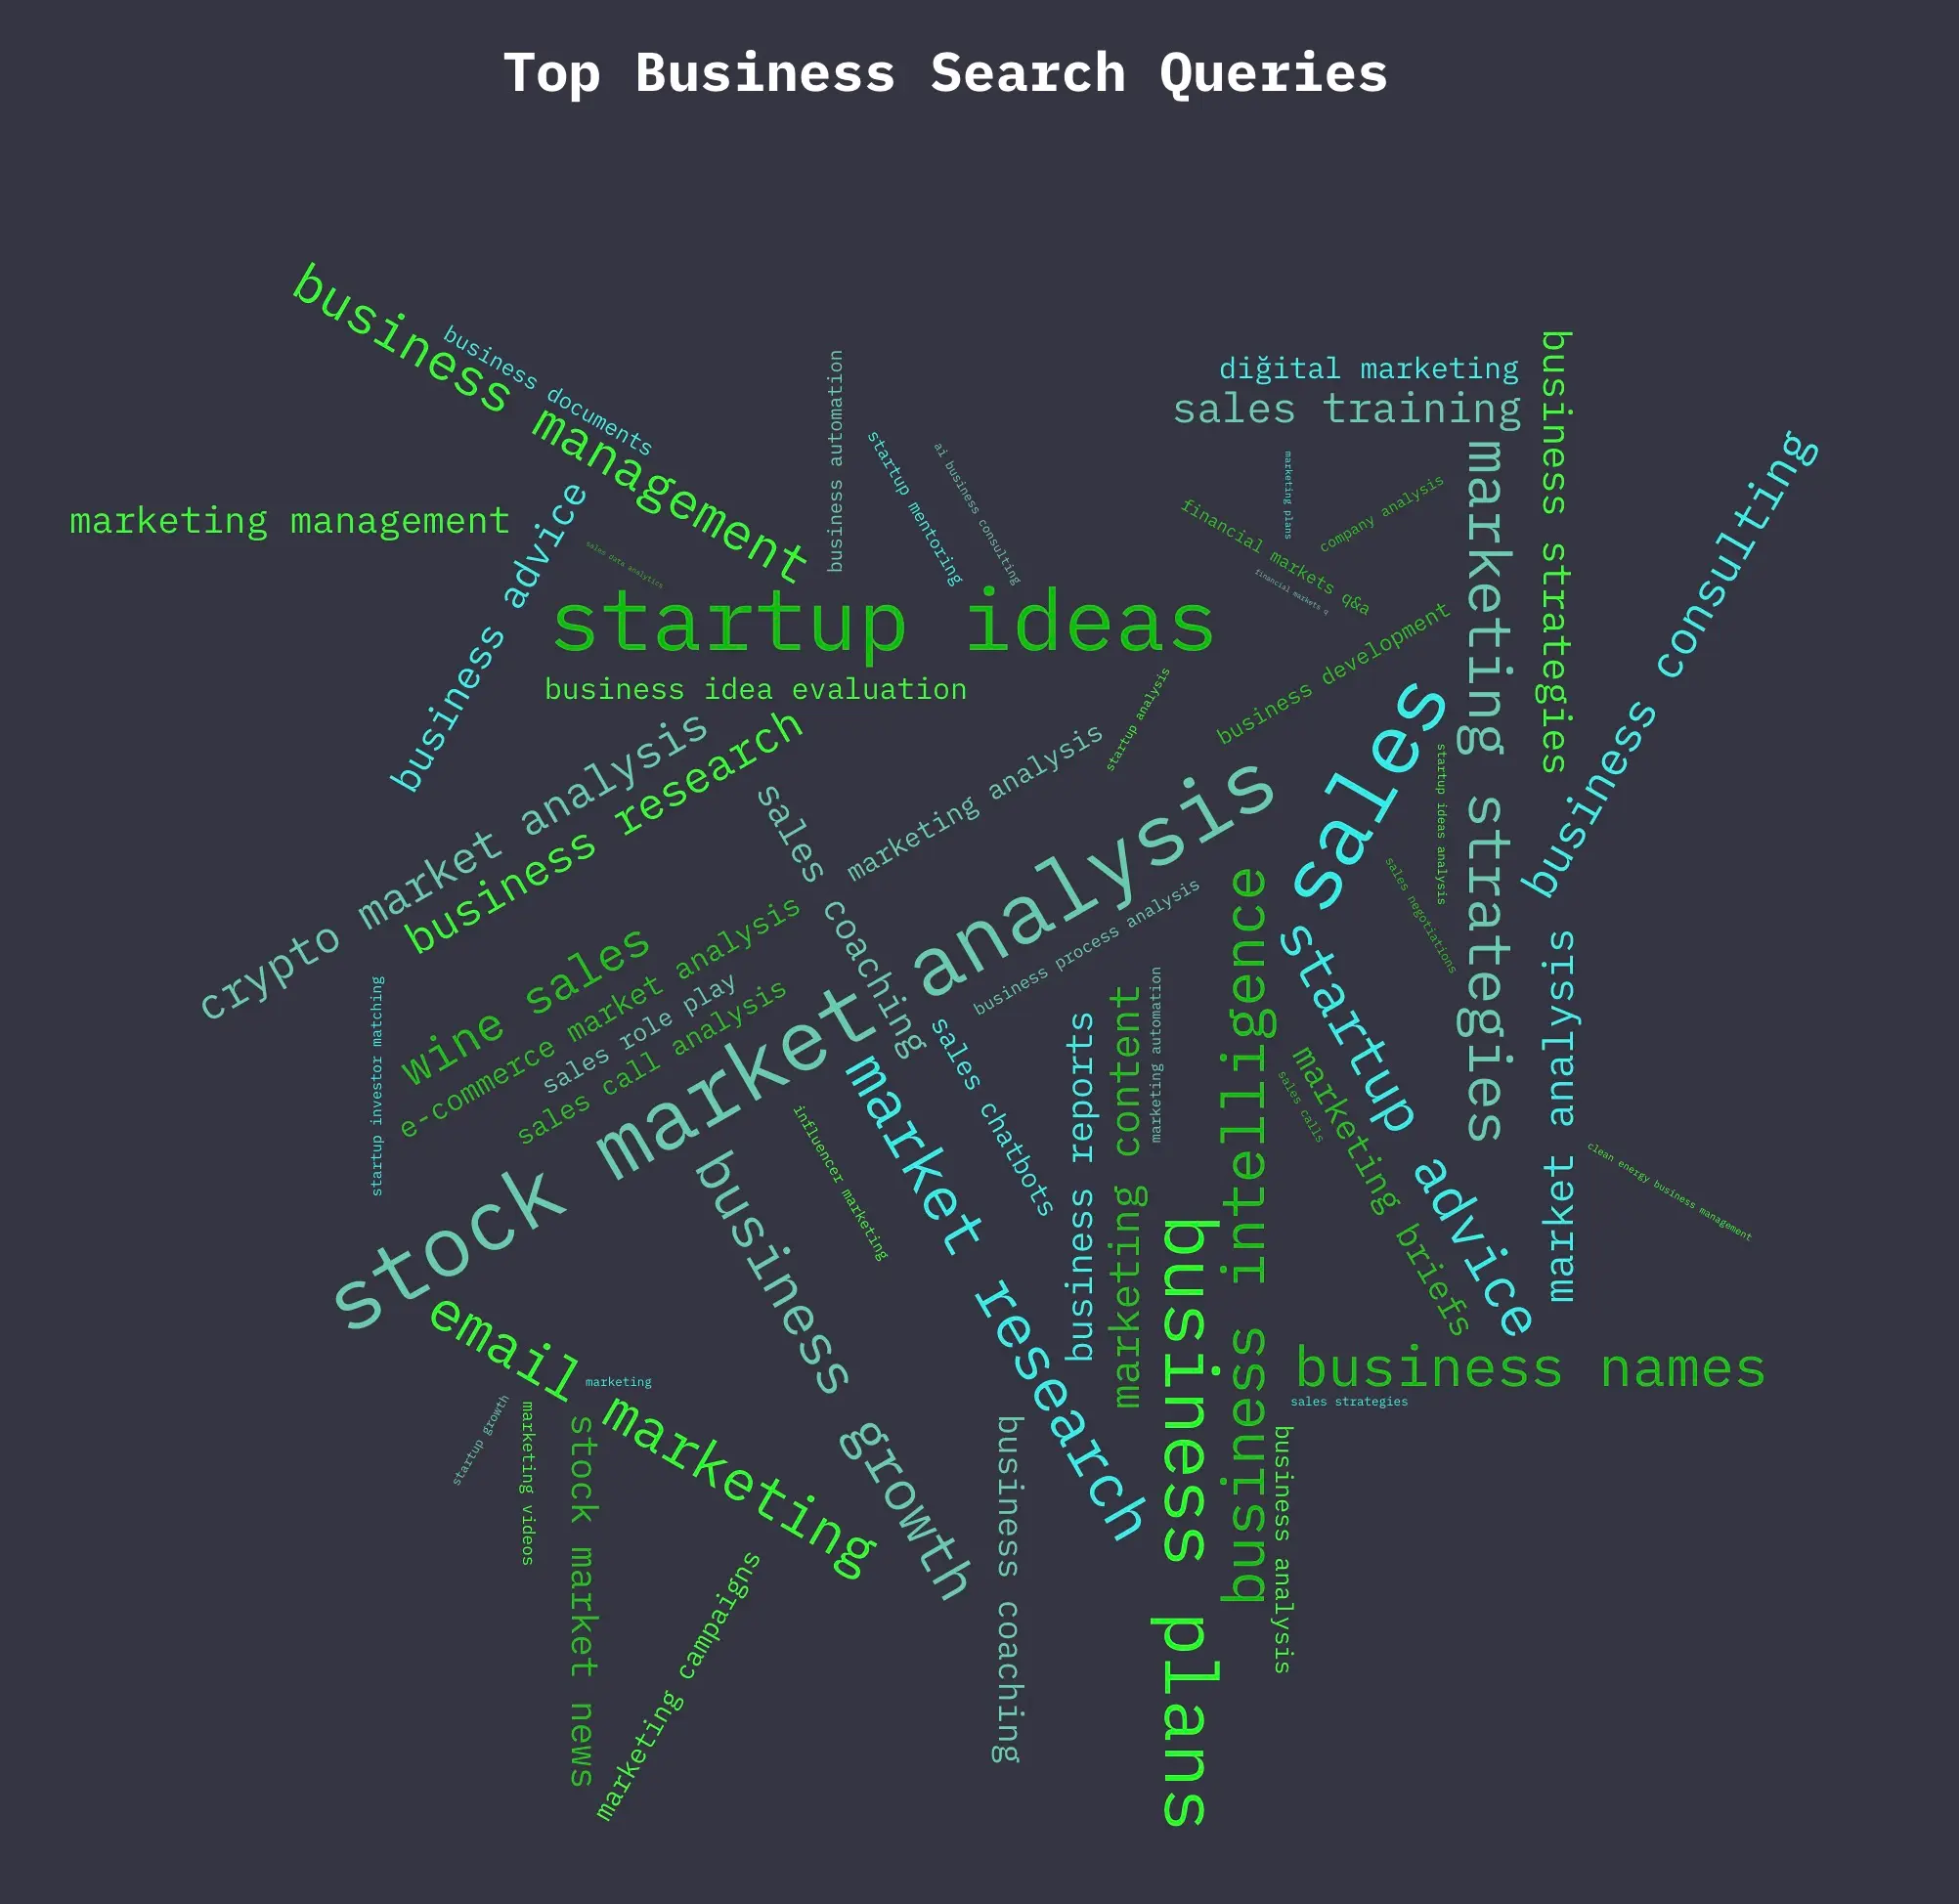 Top Business Search Queries
business management
business documents
business automation
startup mentoring
ai business consulting
digital marketing
sales training
business strategies
marketing strategies
business consulting
marketing plans
company analysis
financial markets q&a
financial markets q
marketing management
business advice
sales data analytics
startup ideas
business idea evaluation
business development
startup analysis
sales
startup ideas analysis
crypto market analysis
business research
sales coaching
marketing analysis
stock market analysis
business process analysis
sales negotiations
business intelligence
startup advice
market analysis
wine sales
e-commerce market analysis
sales role play
sales call analysis
startup investor matching
sales chatbots
business reports
marketing content
marketing automation
marketing briefs
sales calls
clean energy business management
influencer marketing
market research
business growth
business plans
email marketing
marketing
business names
sales strategies
startup growth
marketing videos
stock market news
business coaching
business analysis
marketing campaigns